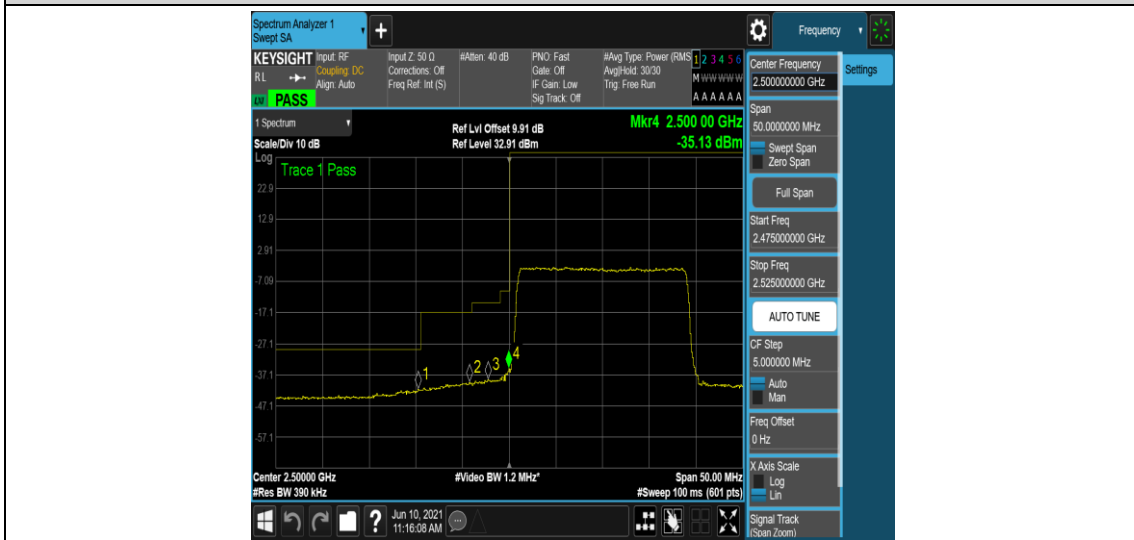 Spectrum Analyzer 1
Swept SA
+
Frequency
KEYSIGHT Input: RF Input Z: 50 Ω #Atten: 40 dB PNO: Fast #Avg Type: Power (RMS 1 2 3 4 5 6
R L Coupling: DC Corrections: Off Gate: Off Avg|Hold: 30/30 M W W W W W
Align: Auto Freq Ref: Int (S) IF Gain: Low Trig: Free Run
Sig Track: Off A A A A A A
LXI PASS
1 Spectrum
Scale/Div 10 dB
Ref Lvl Offset 9.91 dB
Ref Level 32.91 dBm
Mkr4 2.500 00 GHz
-35.13 dBm
Log
Trace 1 Pass
22.9
12.9
2.91
-7.09
-17.1
-27.1
-37.1
-47.1
-57.1
1 2 3 4
Center 2.50000 GHz #Video BW 1.2 MHz* Span 50.00 MHz
#Res BW 390 kHz #Sweep 100 ms (601 pts)
?
Jun 10, 2021
11:16:08 AM
Center Frequency
2.500000000 GHz
Settings
Span
50.0000000 MHz
Swept Span
Zero Span
Full Span
Start Freq
2.475000000 GHz
Stop Freq
2.525000000 GHz
AUTO TUNE
CF Step
5.000000 MHz
Auto
Man
Freq Offset
0 Hz
X Axis Scale
Log
Lin
Signal Track
(Span Zoom)